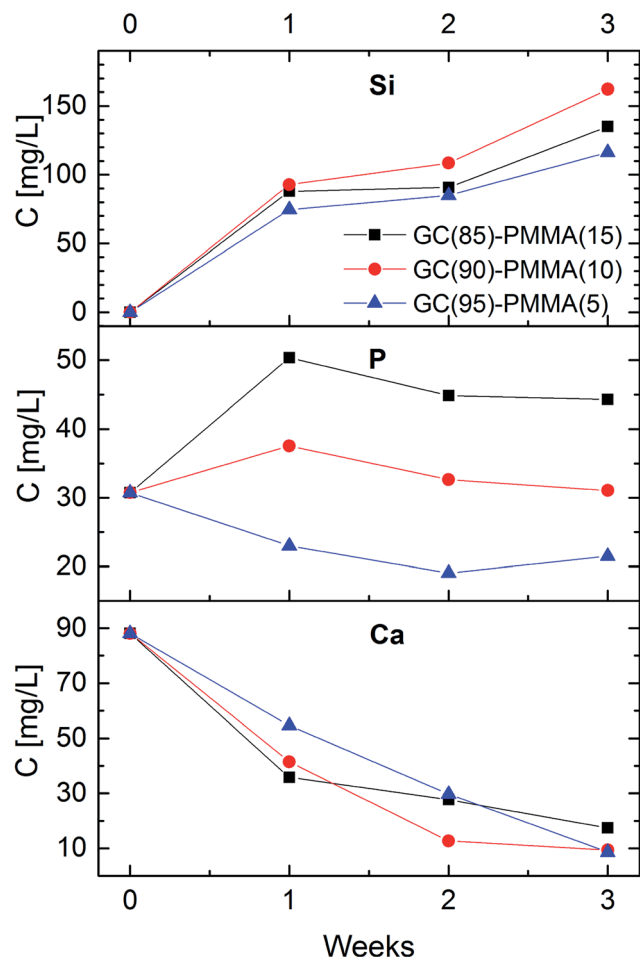 0 1 2 3
Si
150
100
50
0
C [mg/L]
GC(85)-PMMA(15)
GC(90)-PMMA(10)
GC(95)-PMMA(5)
P
50
40
30
20
C [mg/L]
Ca
90
70
50
30
10
C [mg/L]
0 1 2 3
Weeks